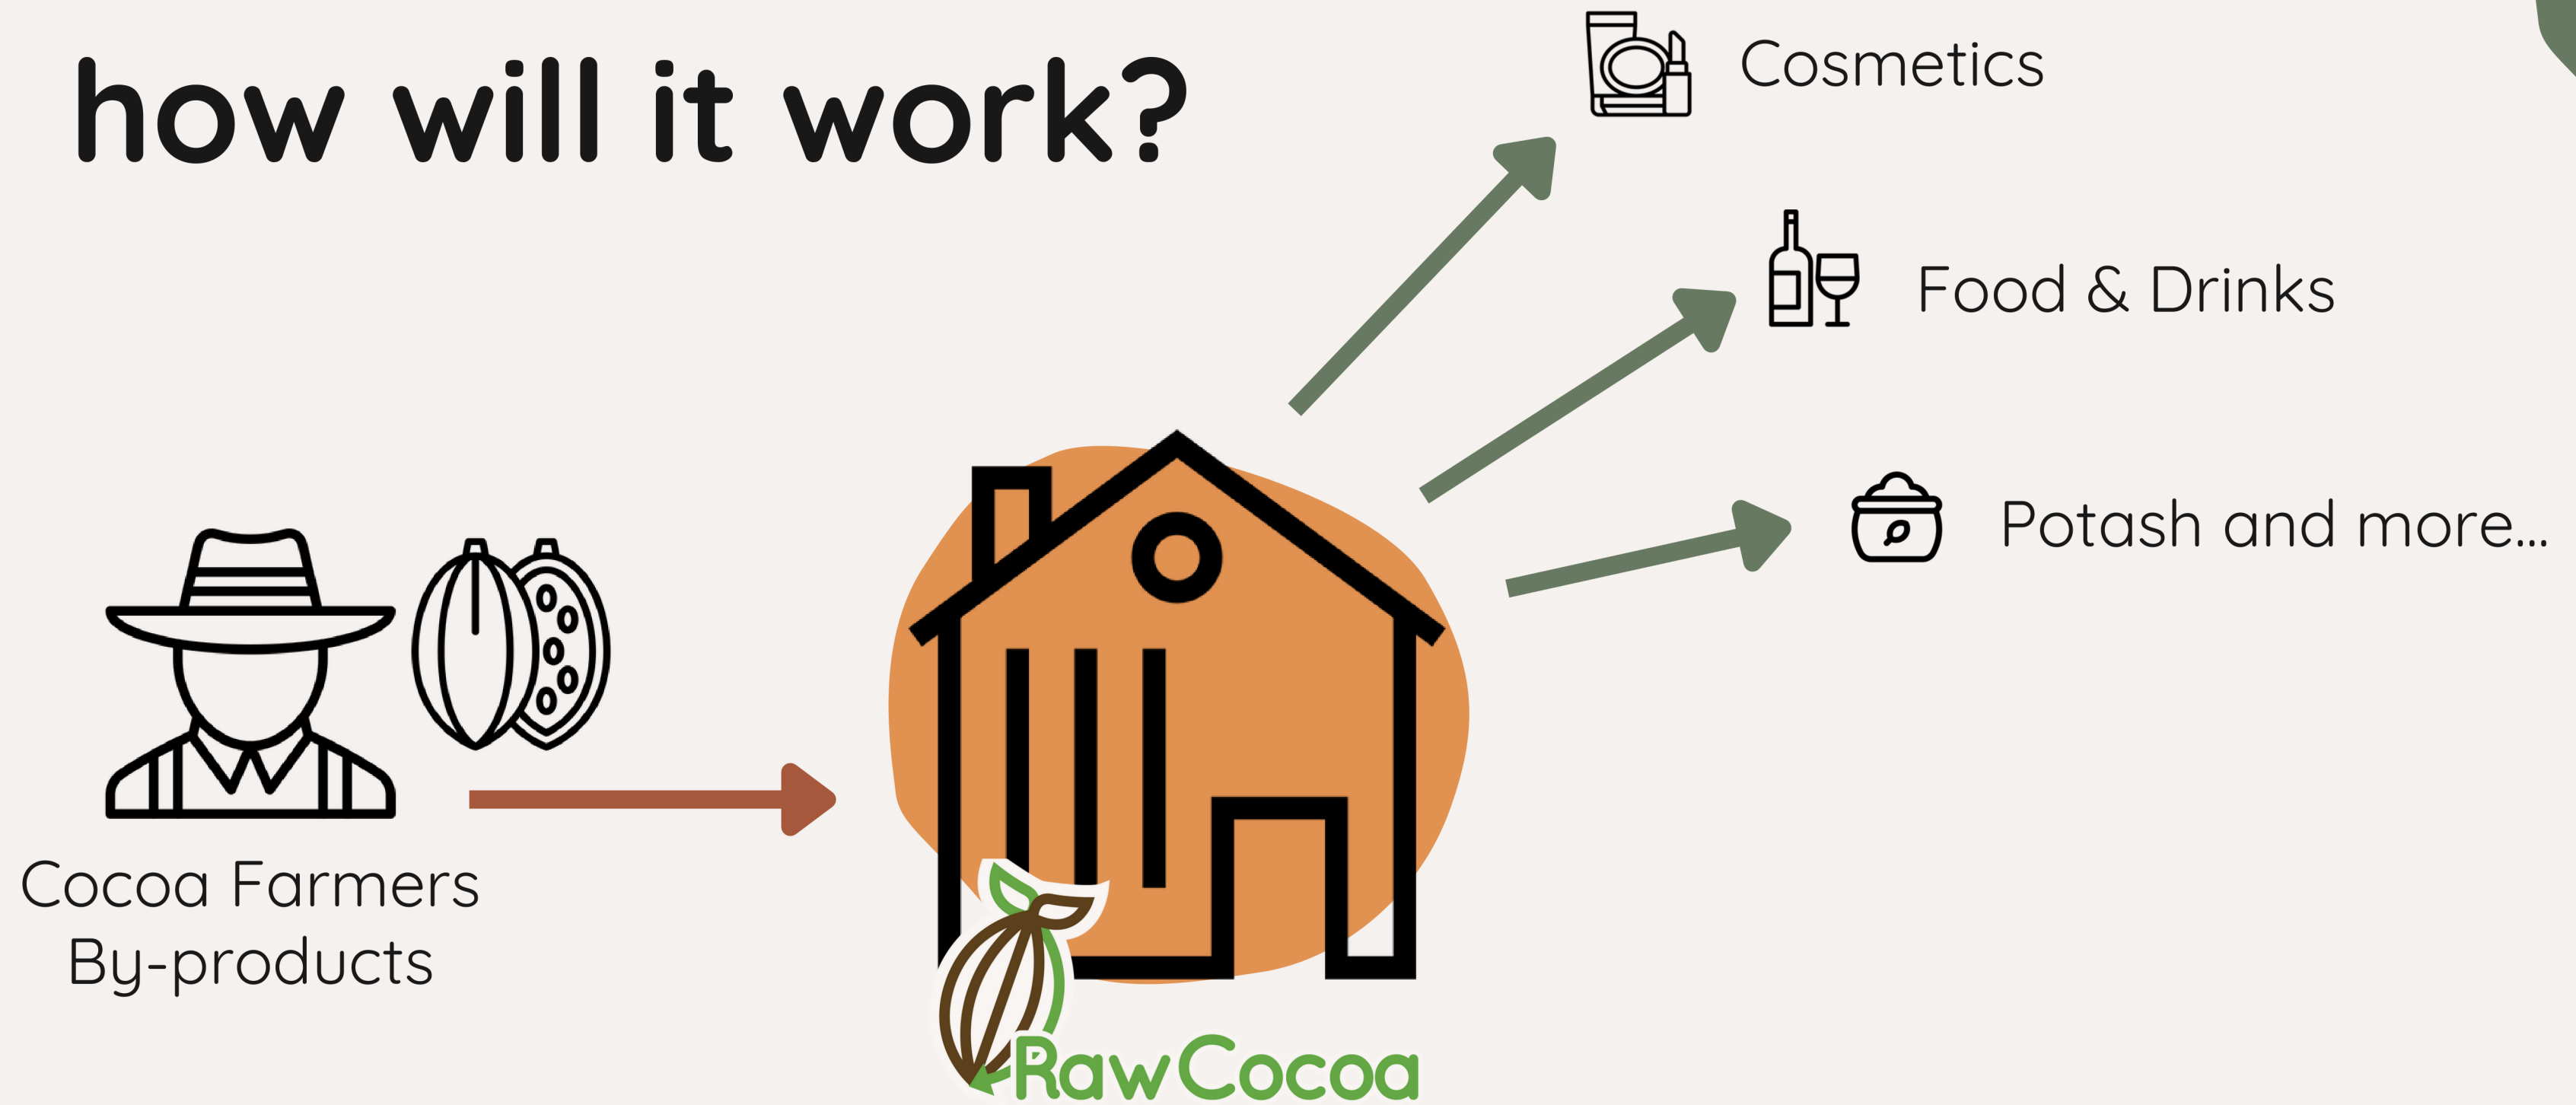 how will it work?
Cosmetics
Food & Drinks
Potash and more...
Cocoa Farmers
By-products
RawCocoa